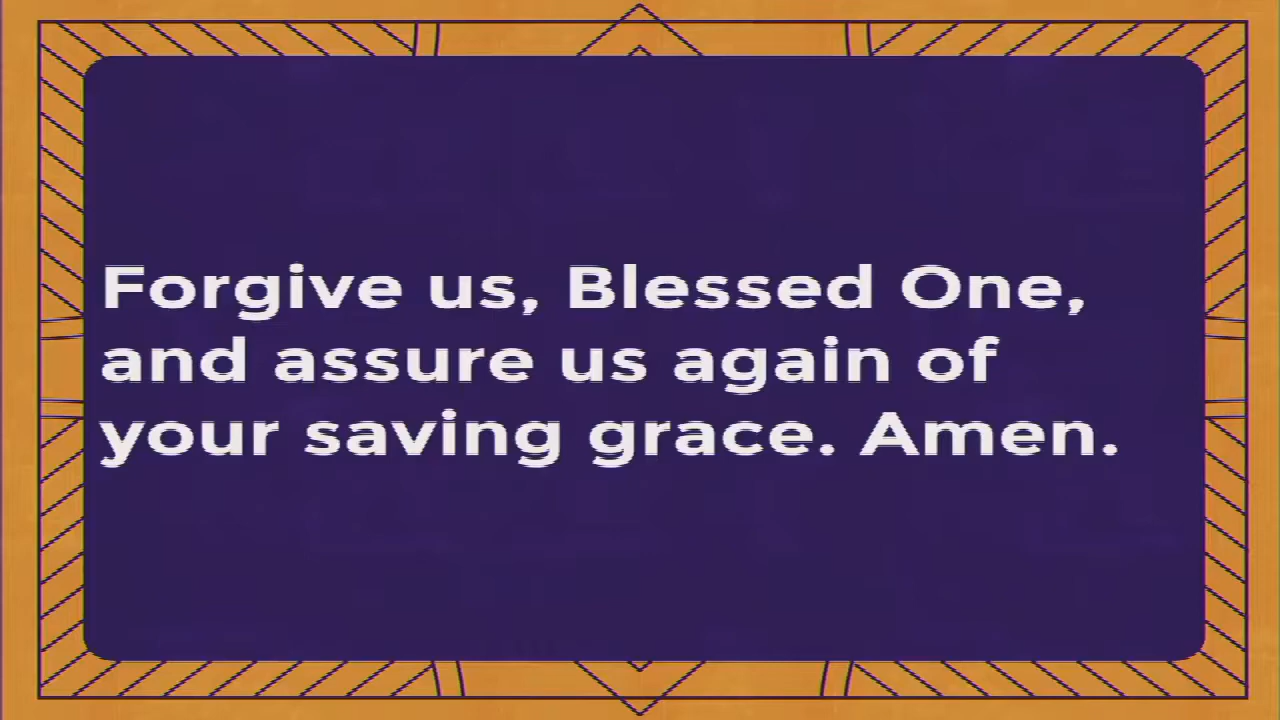 Forgive us, Blessed One,
and assure us again of
your saving grace. Amen.